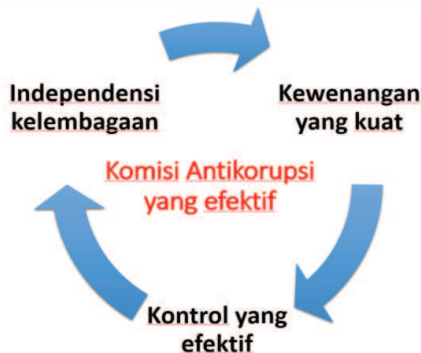 Independensi
kelembagaan
Kewenangan
yang kuat
Komisi Antikorupsi
yang efektif
Kontrol yang
efektif